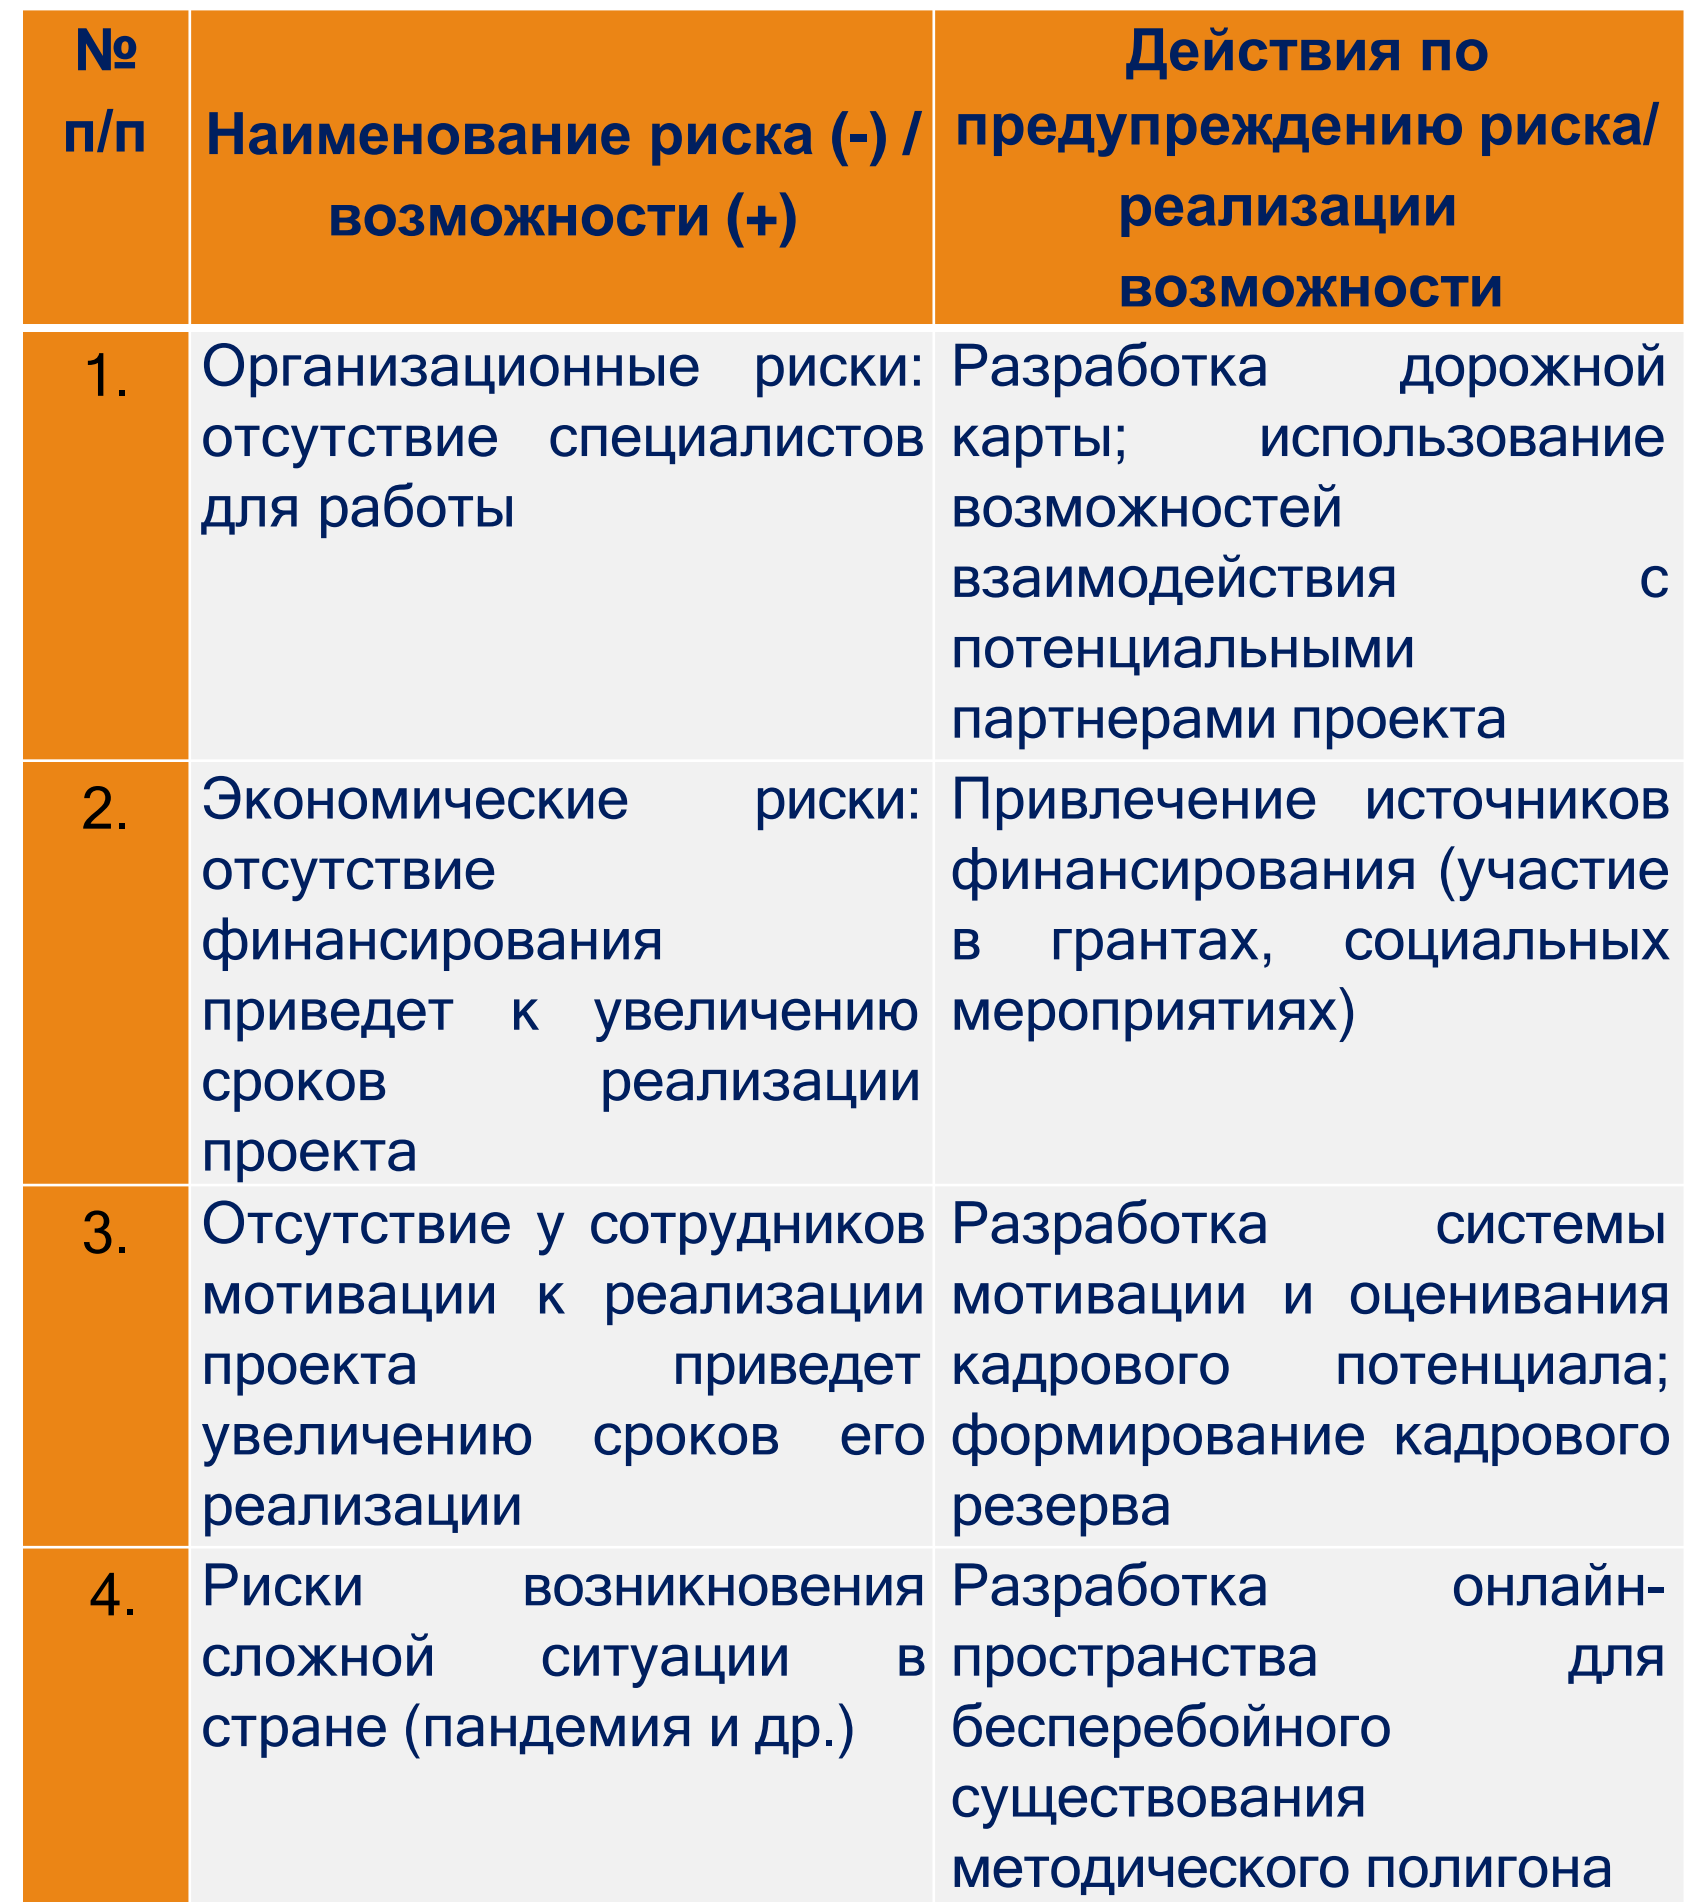 №
п/п
Наименование риска (-) /
возможности (+)
Действия по
предупреждению риска/
реализации
возможности
1.
Организационные риски:
отсутствие специалистов
для работы
Разработка дорожной
карты; использование
возможностей
взаимодействия с
потенциальными
партнерами проекта
2.
Экономические риски:
отсутствие
финансирования
приведет к увеличению
сроков реализации
проекта
Привлечение источников
финансирования (участие
в грантах, социальных
мероприятиях)
3.
Отсутствие у сотрудников
мотивации к реализации
проекта приведет
увеличению сроков его
реализации
Разработка системы
мотивации и оценивания
кадрового потенциала;
формирование кадрового
резерва
4.
Риски возникновения
сложной ситуации в
стране (пандемия и др.)
Разработка онлайн-
пространства для
бесперебойного
существования
методического полигона